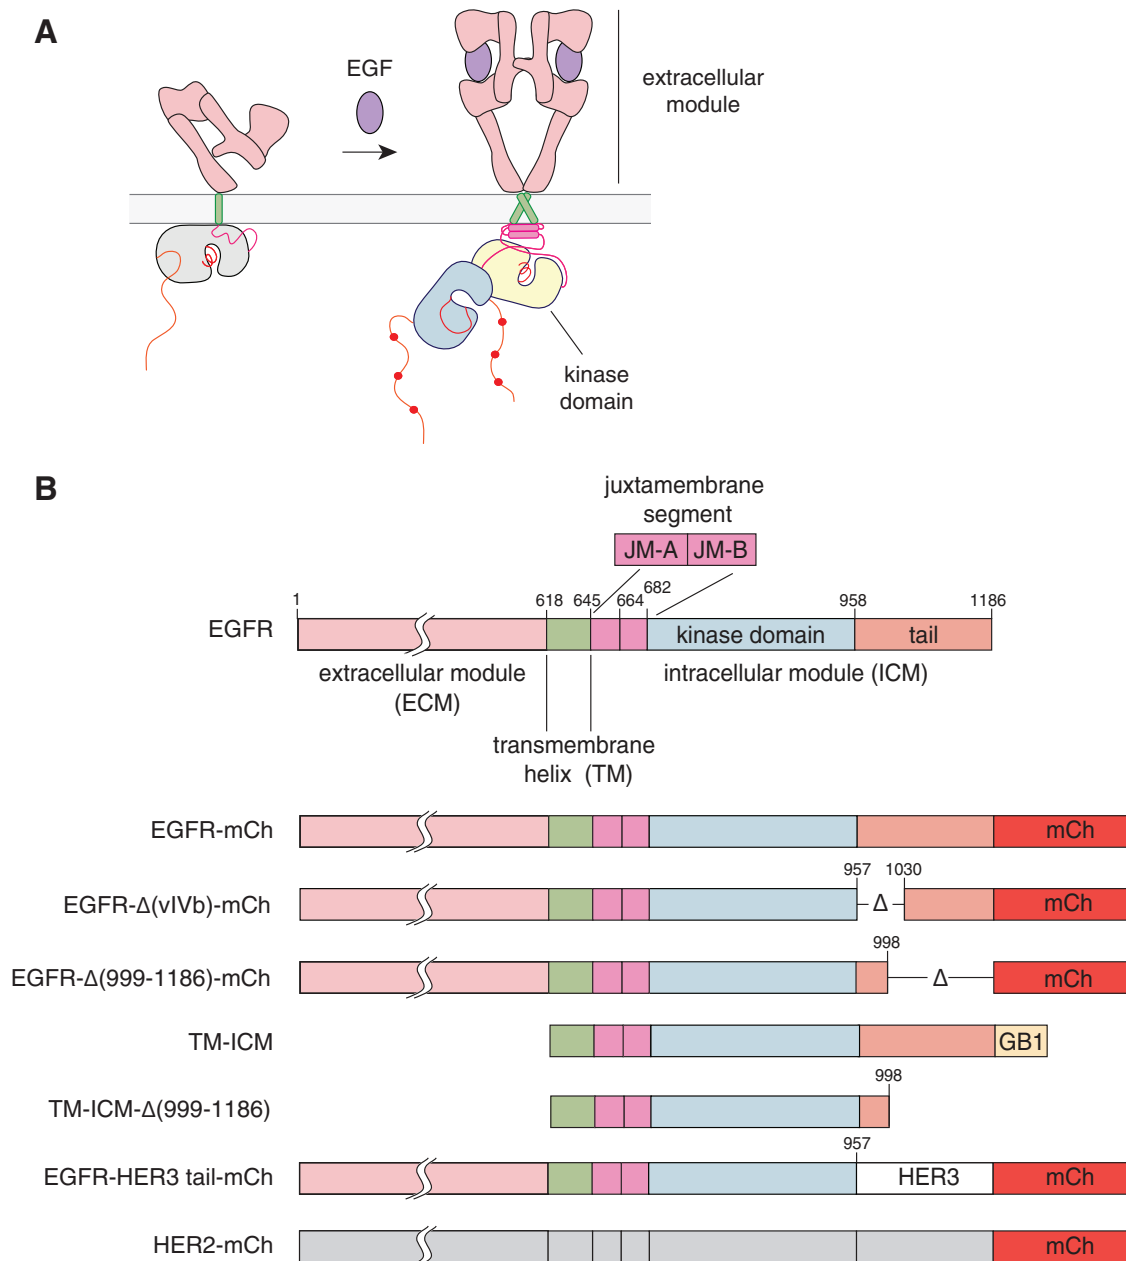 A
EGF
extracellular
module
kinase
domain
B
juxtamembrane
segment
JM-A JM-B
1 618 645 664 682 958 1186
EGFR kinase domain tail
extracellular module
(ECM)
intracellular module (ICM)
transmembrane
helix (TM)
EGFR-mCh mCh
957 1030
EGFR-Δ(vIVb)-mCh Δ mCh
998
EGFR-Δ(999-1186)-mCh Δ mCh
TM-ICM GB1
998
TM-ICM-Δ(999-1186)
957
EGFR-HER3 tail-mCh HER3 mCh
HER2-mCh mCh